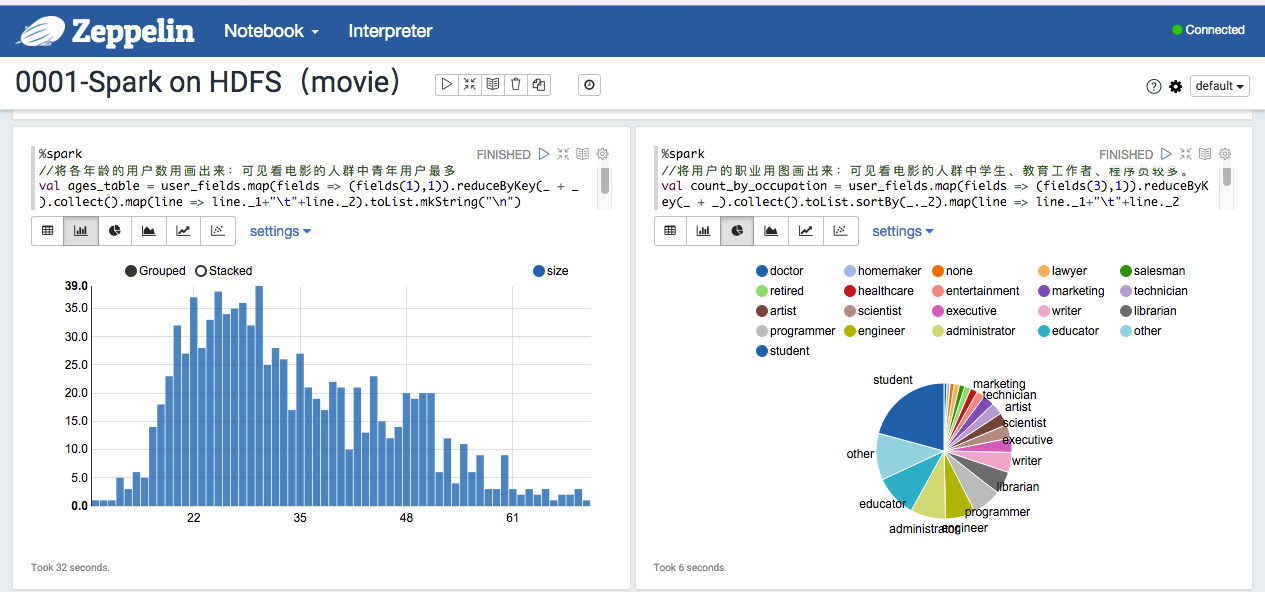 Zeppelin Notebook Interpreter Connected
0001-Spark on HDFS（movie） default
%spark FINISHED
//将各年龄的用户数用画出来：可见看电影的人群中青年用户最多
val ages_table = user_fields.map(fields => (fields(1),1)).reduceByKey(_ + _
).collect().map(line => line._1+"\t"+line._2).toList.mkString("\n")
settings
Grouped Stacked size
39.0
35.0
30.0
25.0
20.0
15.0
10.0
5.0
0.0
22 35 48 61
Took 32 seconds.
%spark FINISHED
//将用户的职业用图画出来：可见看电影的人群中学生、教育工作者、程序员较多。
val count_by_occupation = user_fields.map(fields => (fields(3),1)).reduceByK
ey(_ + _).collect().toList.sortBy(_._2).map(line => line._1+"\t"+line._2
settings
doctor homemaker none lawyer salesman
retired healthcare entertainment marketing technician
artist scientist executive writer librarian
programmer engineer administrator educator other
student
student
marketing
technician
artist
scientist
executive
other
writer
librarian
educator
programmer
administrator
engineer
Took 6 seconds.